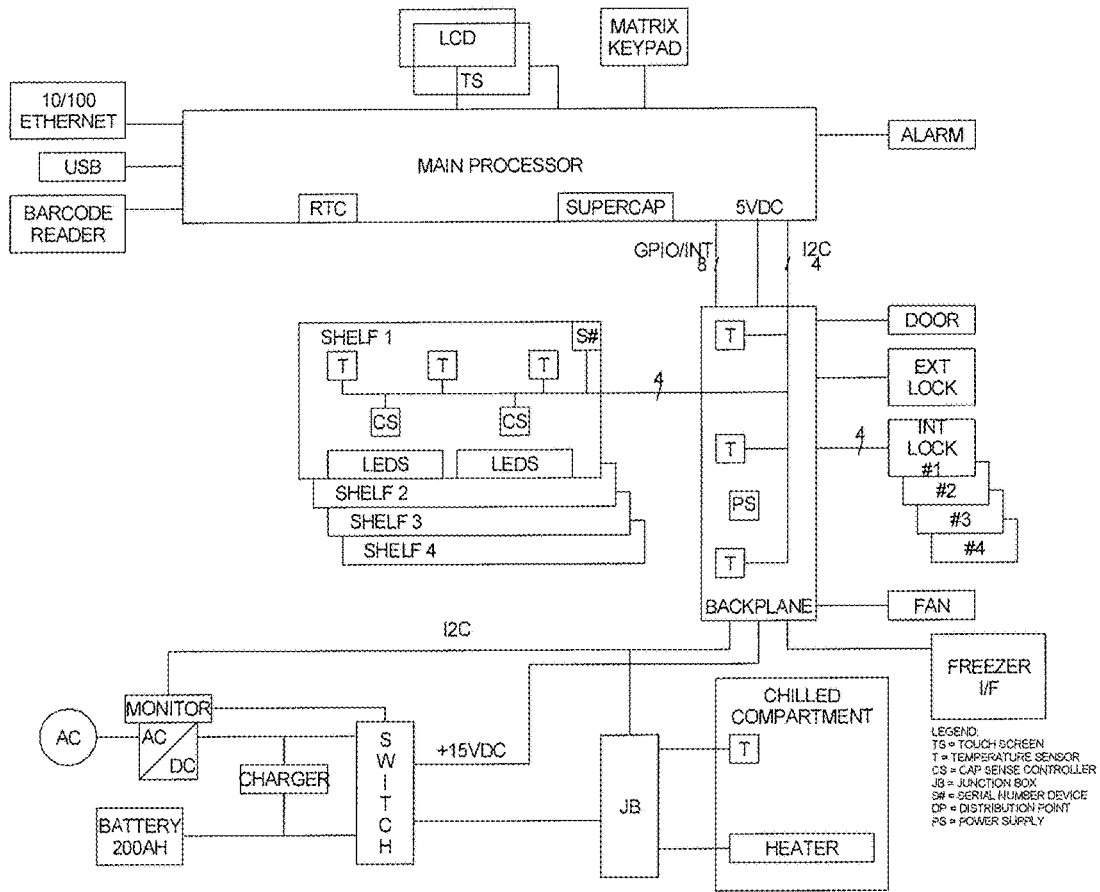 LCD
TS
MATRIX
KEYPAD
10/100
ETHERNET
USB
BARCODE
READER
MAIN PROCESSOR
RTC
SUPERCAP
5VDC
ALARM
GPIO/INT
8
I2C
4
SHELF 1
S#
T
T
T
CS
CS
LEDS
LEDS
SHELF 2
SHELF 3
SHELF 4
4
T
T
PS
T
BACKPLANE
DOOR
EXT
LOCK
4
INT
LOCK
#1
#2
#3
#4
FAN
FREEZER
I/F
I2C
MONITOR
AC
AC
DC
CHARGER
BATTERY
200AH
SWITCH
+15VDC
JB
CHILLED
COMPARTMENT
T
HEATER
LEGEND:
TS = TOUCH SCREEN
T = TEMPERATURE SENSOR
CS = CAP SENSE CONTROLLER
JB = JUNCTION BOX
S# = SERIAL NUMBER DEVICE
DP = DISTRIBUTION POINT
PS = POWER SUPPLY